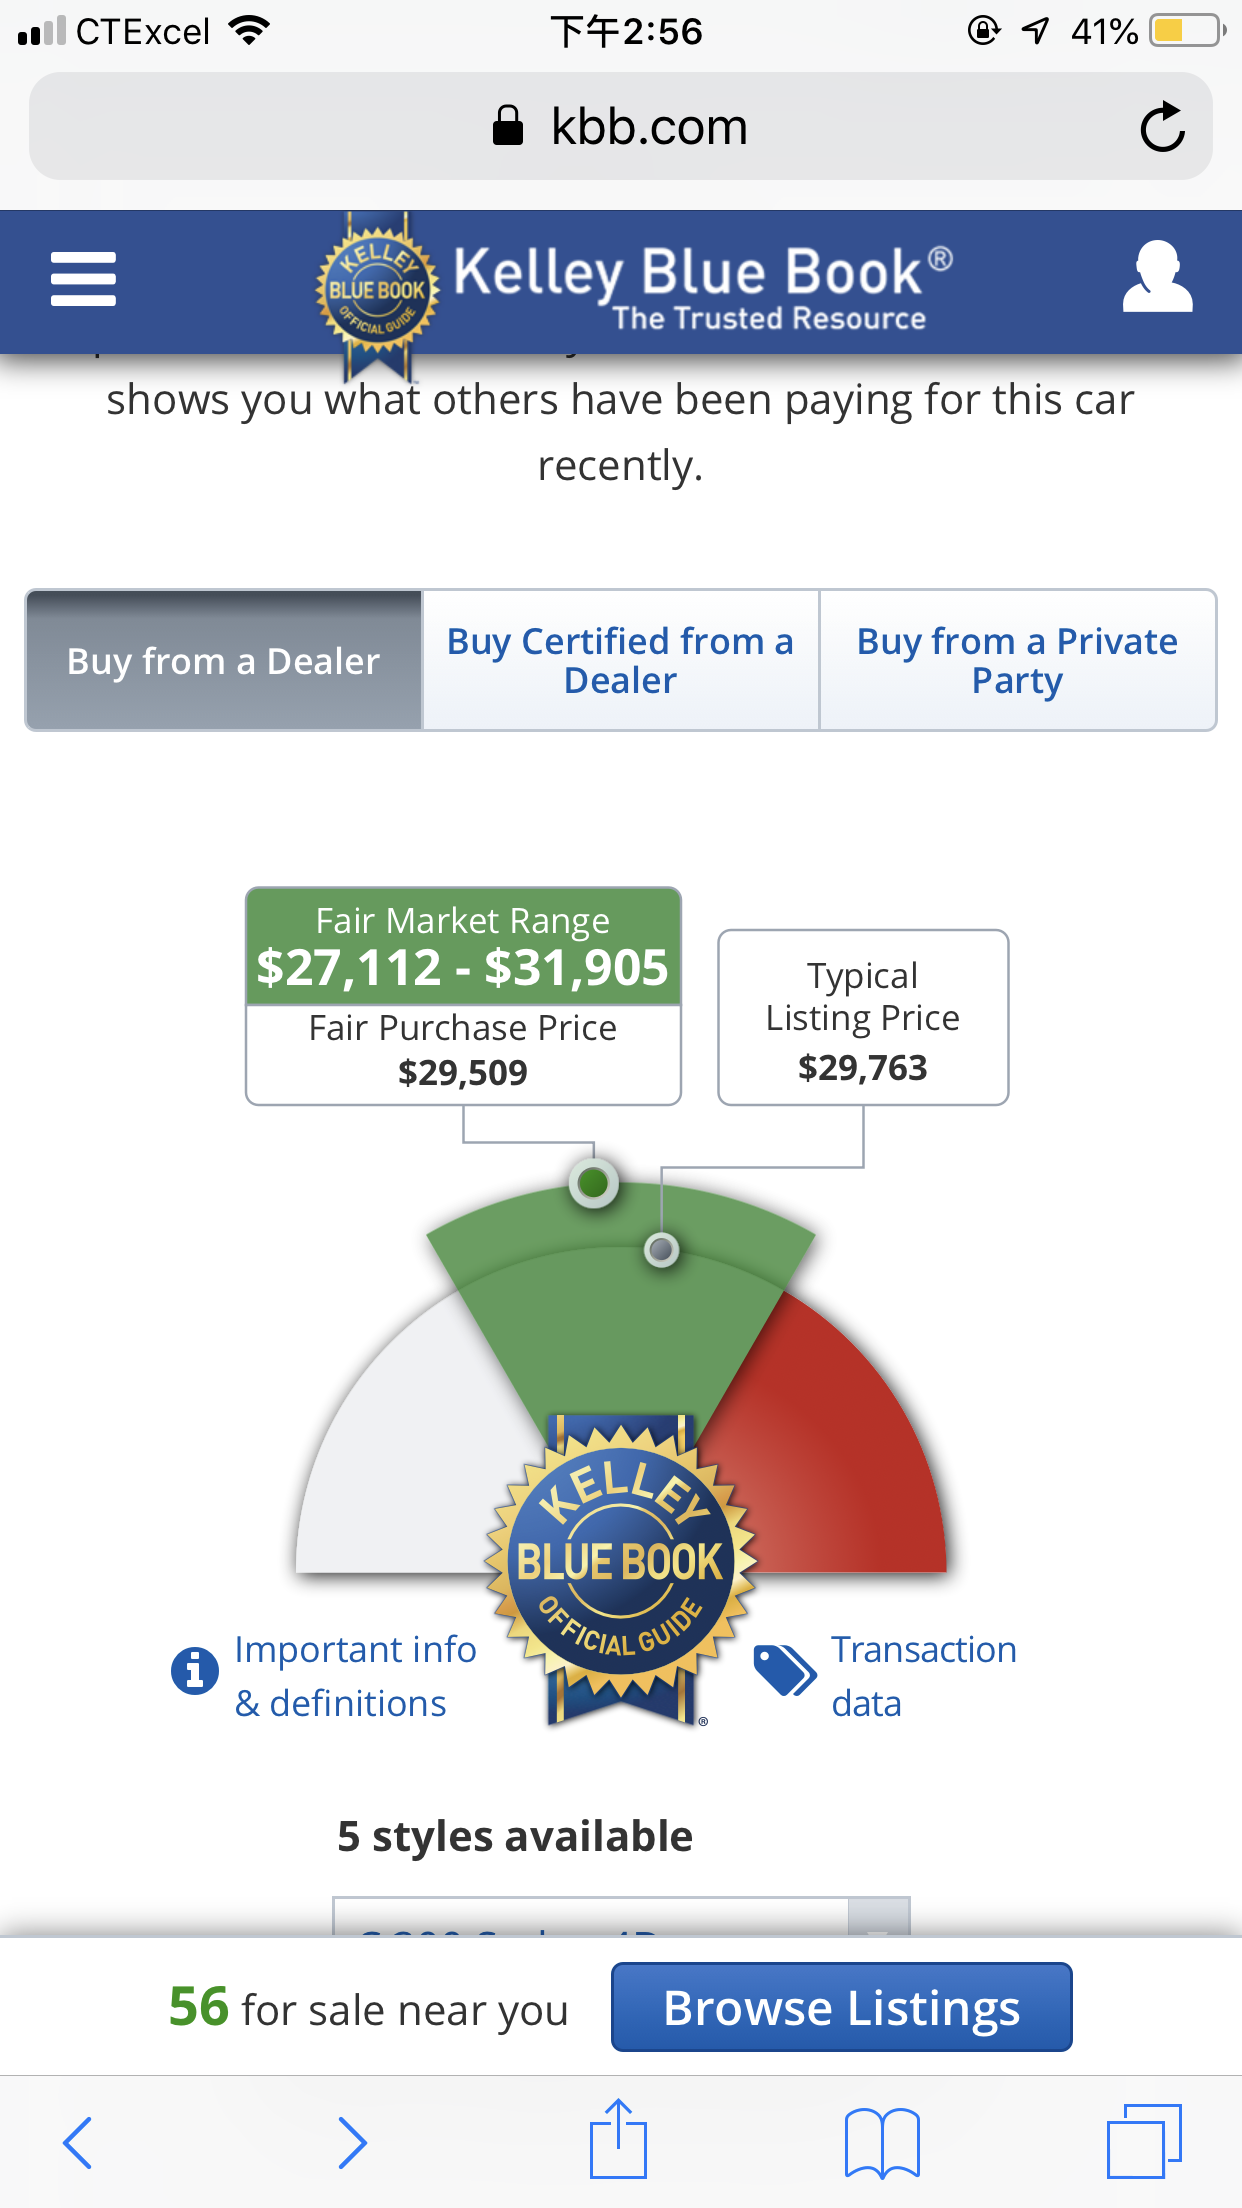 CTExcel 下午2:56 41%
kbb.com
KELLEY
BLUE BOOK
OFFICIAL GUIDE
Kelley Blue Book®
The Trusted Resource
shows you what others have been paying for this car
recently.
Buy from a Dealer
Buy Certified from a
Dealer
Buy from a Private
Party
Fair Market Range
$27,112 - $31,905
Fair Purchase Price
$29,509
Typical
Listing Price
$29,763
KELLEY
BLUE BOOK
OFFICIAL GUIDE
®
Important info
& definitions
Transaction
data
5 styles available
56 for sale near you
Browse Listings